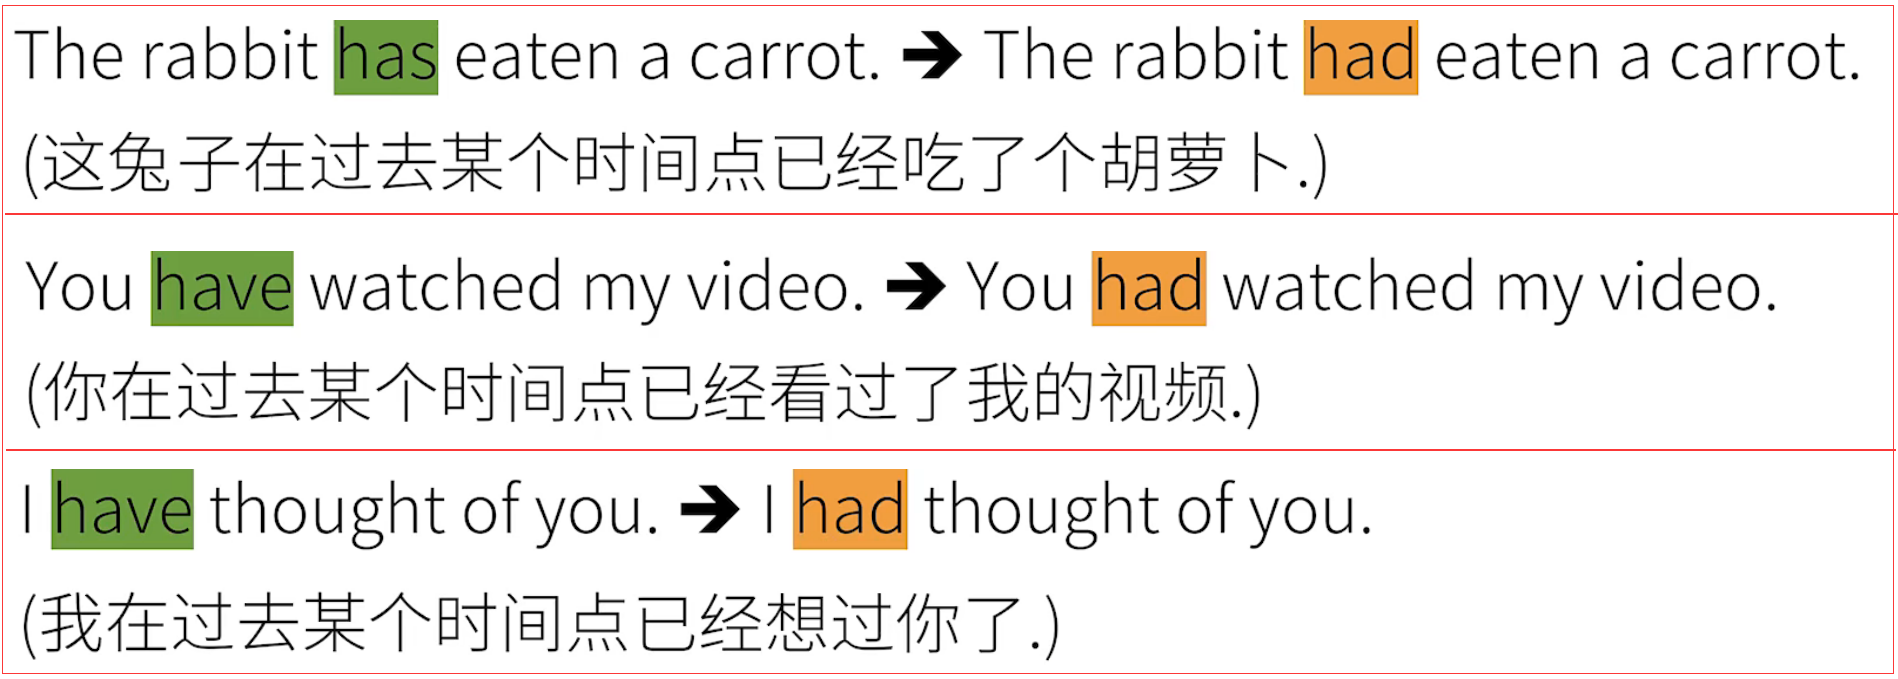 The rabbit has eaten a carrot. ➔ The rabbit had eaten a carrot.
(这兔子在过去某个时间点已经吃了个胡萝卜.)
You have watched my video. ➔ You had watched my video.
(你在过去某个时间点已经看过了我的视频.)
I have thought of you. ➔ I had thought of you.
(我在过去某个时间点已经想过你了.)